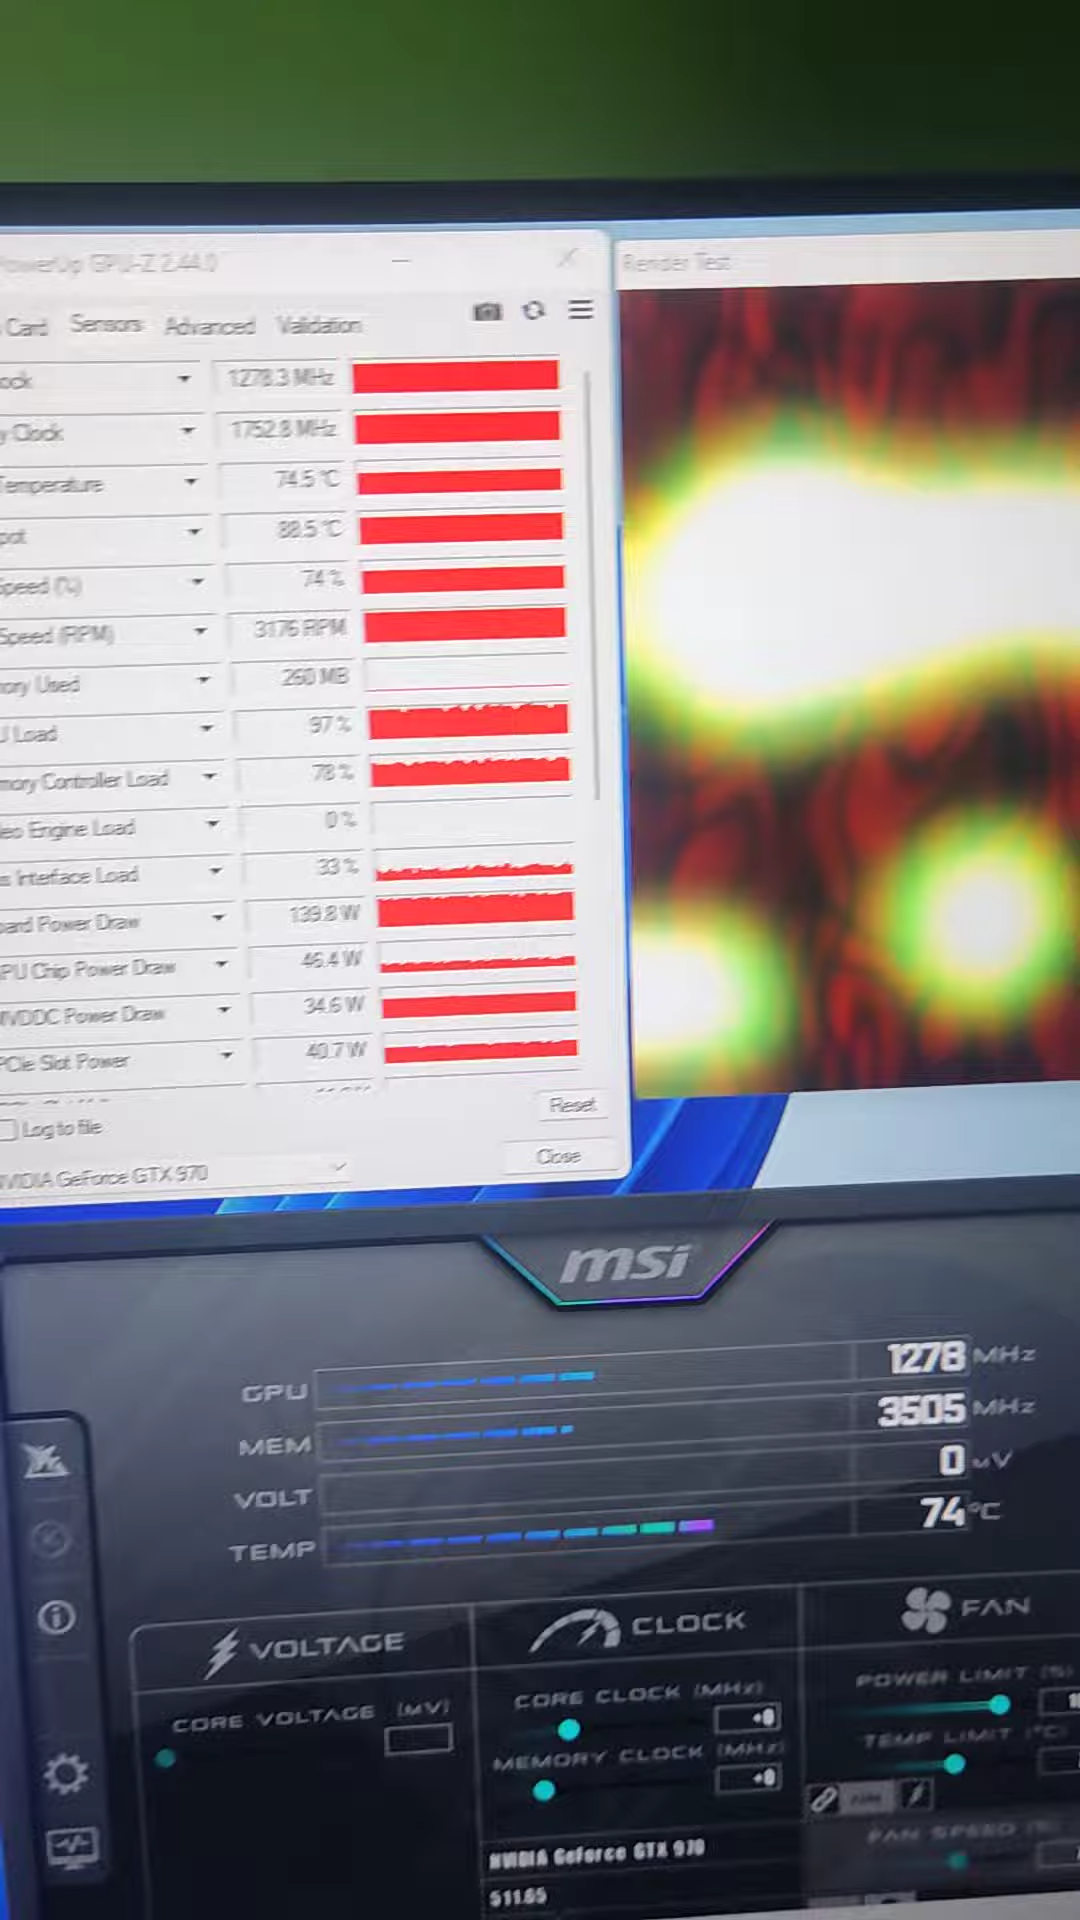 PowerUp GPU-Z 2.44.0
Render Test
Card Sensors Advanced Validation
ock 1278.3 MHz
y Clock 1752.8 MHz
Temperature 74.5 °C
pot 88.5 °C
Speed (%) 74 %
Speed (RPM) 3176 RPM
ory Used 260 MB
U Load 97 %
mory Controller Load 78 %
eo Engine Load 0 %
s Interface Load 33 %
oard Power Draw 139.8 W
PU Chip Power Draw 46.4 W
MVDDC Power Draw 34.6 W
PCIe Slot Power 40.7 W
Reset
Log to file
NVIDIA GeForce GTX 970
Close
msi
GPU 1278 MHz
MEM 3505 MHz
VOLT 0 mV
TEMP 74 °C
VOLTAGE
CLOCK
FAN
CORE VOLTAGE (MV)
CORE CLOCK (MHz)
+0
MEMORY CLOCK (MHz)
+0
POWER LIMIT (%)
TEMP LIMIT (°C)
FAN SPEED (%)
NVIDIA GeForce GTX 970
511.65